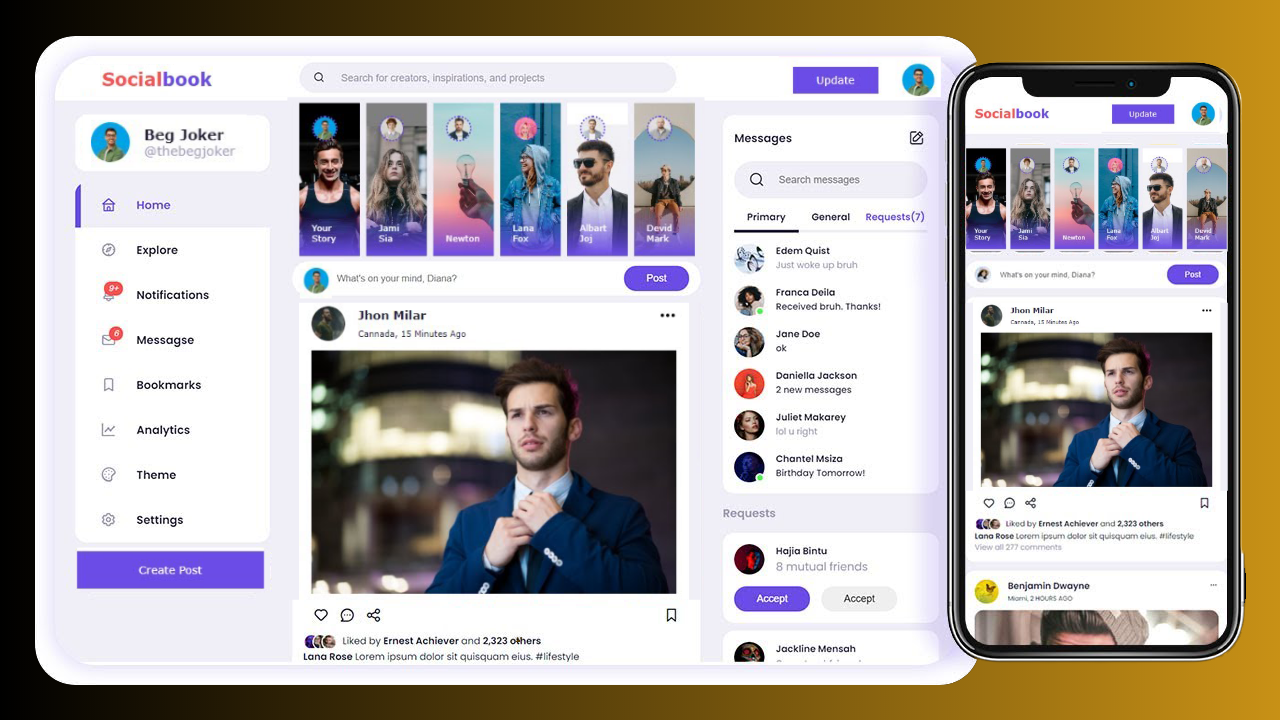 Socialbook
Search for creators, inspirations, and projects
Update
Beg Joker
@thebegjoker
Home
Explore
9+
Notifications
6
Messagse
Bookmarks
Analytics
Theme
Settings
Create Post
Your
Story
Jami
Sia
Newton
Lana
Fox
Albart
Joj
Devid
Mark
What's on your mind, Diana?
Post
Jhon Milar
Cannada, 15 Minutes Ago
Liked by Ernest Achiever and 2,323 others
Lana Rose Lorem ipsum dolor sit quisquam eius. #lifestyle
Messages
Search messages
Primary General Requests(7)
Edem Quist
Just woke up bruh
Franca Deila
Received bruh. Thanks!
Jane Doe
ok
Daniella Jackson
2 new messages
Juliet Makarey
lol u right
Chantel Msiza
Birthday Tomorrow!
Requests
Hajia Bintu
8 mutual friends
Accept Accept
Jackline Mensah
Socialbook
Update
Your
Story
Jami
Sia
Newton
Lana
Fox
Albart
Joj
Devid
Mark
What's on your mind, Diana?
Post
Jhon Milar
Cannada, 15 Minutes Ago
Liked by Ernest Achiever and 2,323 others
Lana Rose Lorem ipsum dolor sit quisquam eius. #lifestyle
View all 277 comments
Benjamin Dwayne
Miami, 2 HOURS AGO